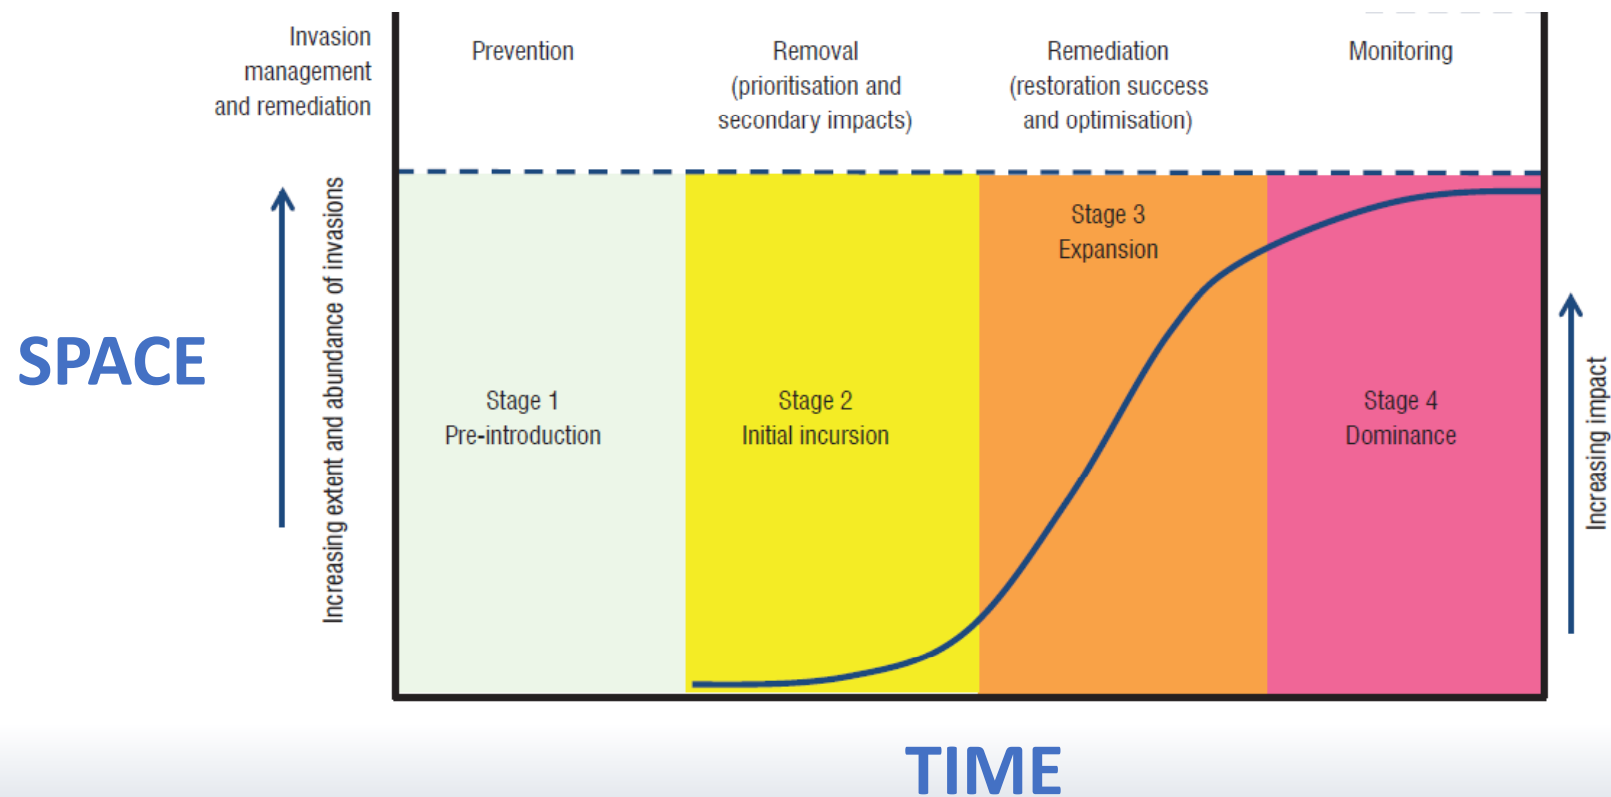 Invasion
management
and remediation
Prevention
Removal
(prioritisation and
secondary impacts)
Remediation
(restoration success
and optimisation)
Monitoring
SPACE
Increasing extent and abundance of invasions
Stage 1
Pre-introduction
Stage 2
Initial incursion
Stage 3
Expansion
Stage 4
Dominance
Increasing impact
TIME